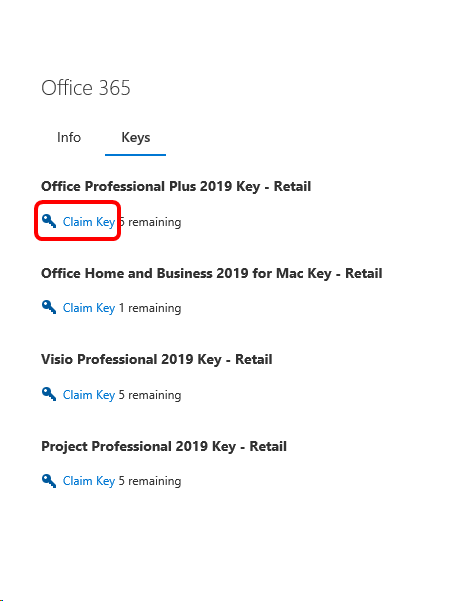 Office 365
Info Keys
Office Professional Plus 2019 Key - Retail
Claim Key 5 remaining
Office Home and Business 2019 for Mac Key - Retail
Claim Key 1 remaining
Visio Professional 2019 Key - Retail
Claim Key 5 remaining
Project Professional 2019 Key - Retail
Claim Key 5 remaining